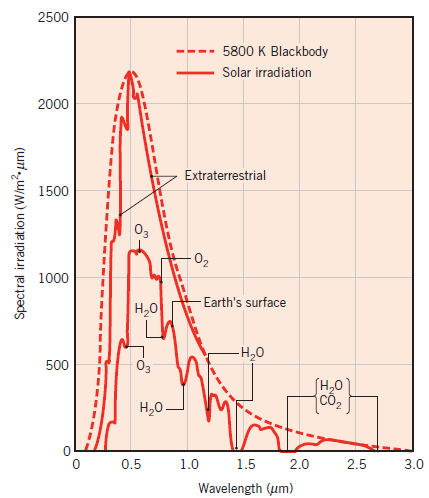 2500
2000
1500
1000
500
0
Spectral irradiation (W/m²•μm)
5800 K Blackbody
Solar irradiation
Extraterrestrial
O₃
O₂
H₂O
Earth's surface
O₃
H₂O
H₂O
H₂O
CO₂
0
0.5
1.0
1.5
2.0
2.5
3.0
Wavelength (μm)